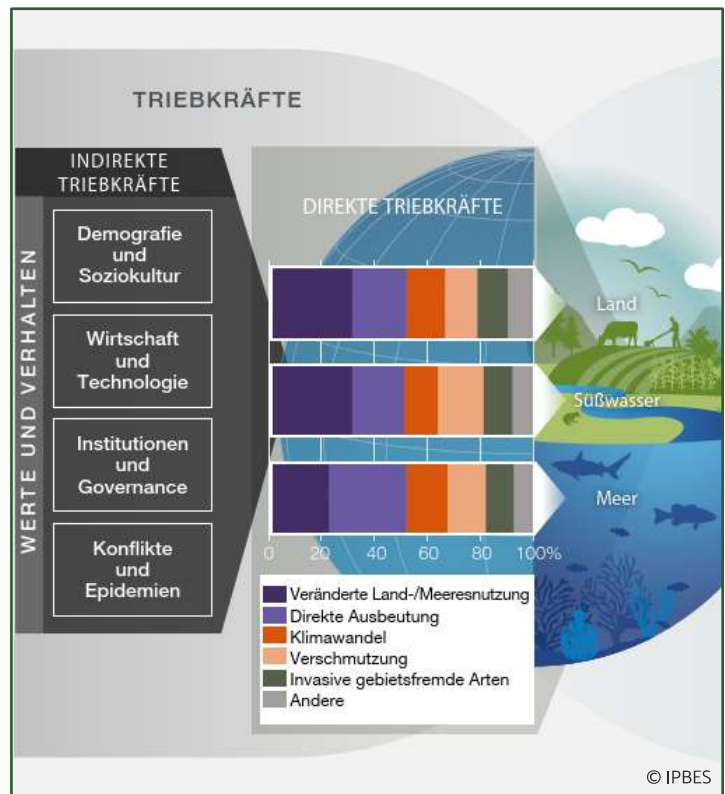 TRIEBKRÄFTE
INDIREKTE
TRIEBKRÄFTE
WERTE UND VERHALTEN
Demografie
und
Soziokultur
Wirtschaft
und
Technologie
Institutionen
und
Governance
Konflikte
und
Epidemien
DIREKTE TRIEBKRÄFTE
Land
Süßwasser
Meer
0 20 40 60 80 100%
Veränderte Land-/Meeresnutzung
Direkte Ausbeutung
Klimawandel
Verschmutzung
Invasive gebietsfremde Arten
Andere
© IPBES